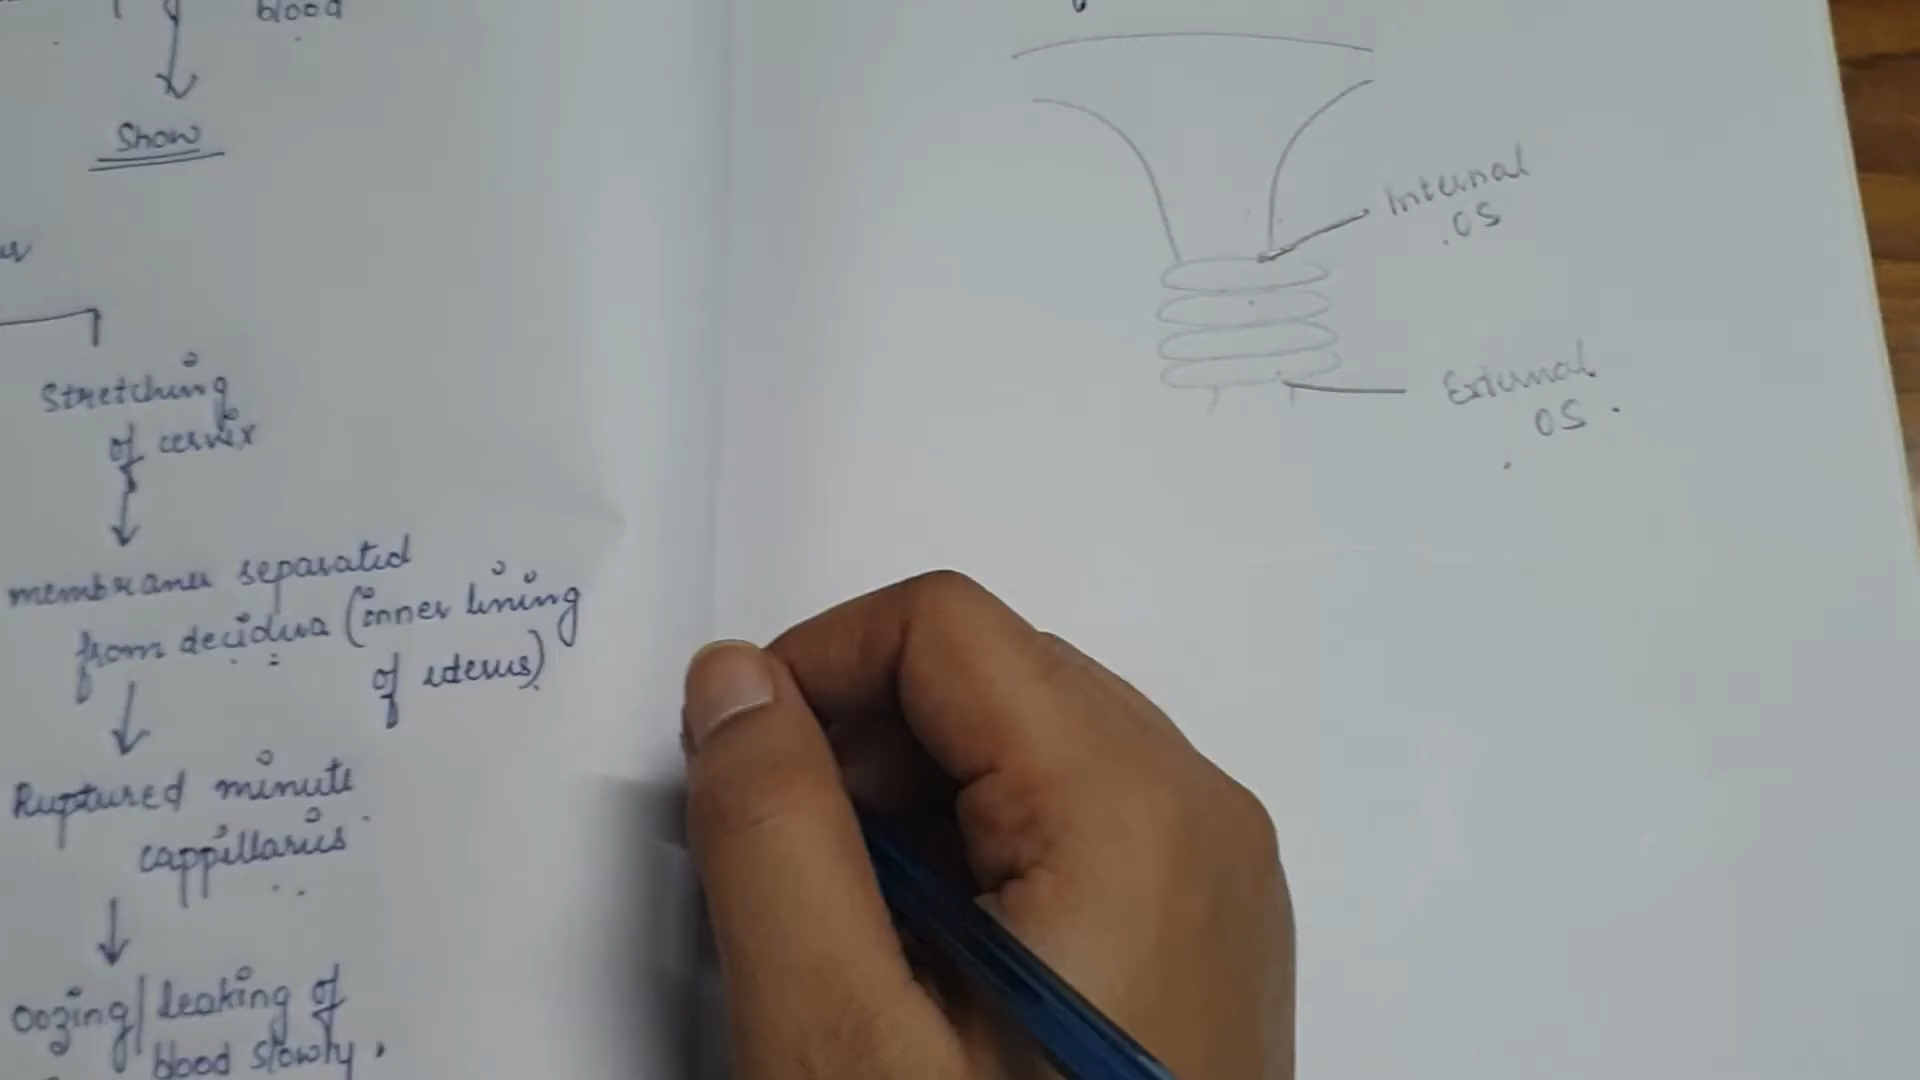 blood
Show
Stretching
of cervix
membranes separated
from decidua (inner lining
of uterus)
Ruptured minute
cappillaries
Oozing/leaking of
blood slowly,
Internal
OS
External
OS.